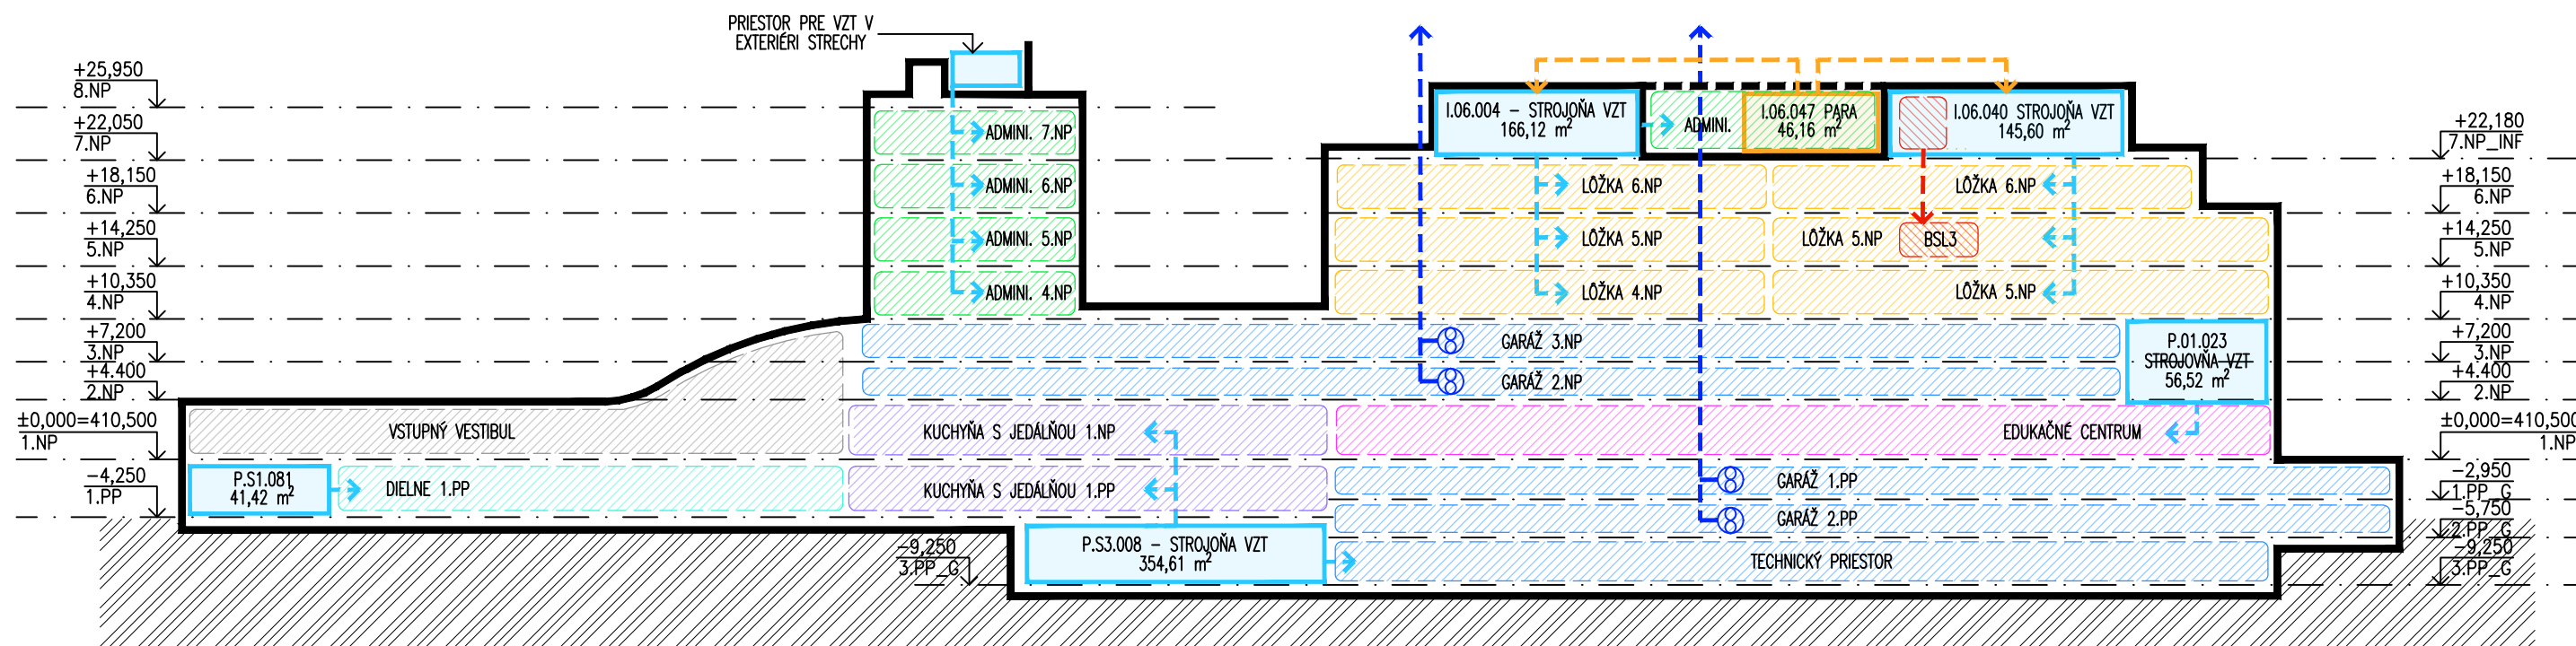 PRIESTOR PRE VZT V
EXTERIÉRI STRECHY
+25,950
8.NP
+22,050
7.NP
+18,150
6.NP
+14,250
5.NP
+10,350
4.NP
+7,200
3.NP
+4.400
2.NP
±0,000=410,500
1.NP
-4,250
1.PP
ADMINI. 7.NP
ADMINI. 6.NP
ADMINI. 5.NP
ADMINI. 4.NP
I.06.004 - STROJOŇA VZT
166,12 m²
ADMINI.
I.06.047 PARA
46,16 m²
I.06.040 STROJOŇA VZT
145,60 m²
LÔŽKA 6.NP
LÔŽKA 6.NP
LÔŽKA 5.NP
LÔŽKA 5.NP
BSL3
LÔŽKA 4.NP
LÔŽKA 5.NP
GARÁŽ 3.NP
GARÁŽ 2.NP
P.01.023
STROJOVŇA VZT
56,52 m²
VSTUPNÝ VESTIBUL
KUCHYŇA S JEDÁLŇOU 1.NP
EDUKAČNÉ CENTRUM
P.S1.081
41,42 m²
DIELNE 1.PP
KUCHYŇA S JEDÁLŇOU 1.PP
GARÁŽ 1.PP
GARÁŽ 2.PP
-9,250
3.PP_G
P.S3.008 - STROJOŇA VZT
354,61 m²
TECHNICKÝ PRIESTOR
+22,180
7.NP_INF
+18,150
6.NP
+14,250
5.NP
+10,350
4.NP
+7,200
3.NP
+4.400
2.NP
±0,000=410,500
1.NP
-2,950
1.PP_G
-5,750
2.PP_G
-9,250
3.PP_G